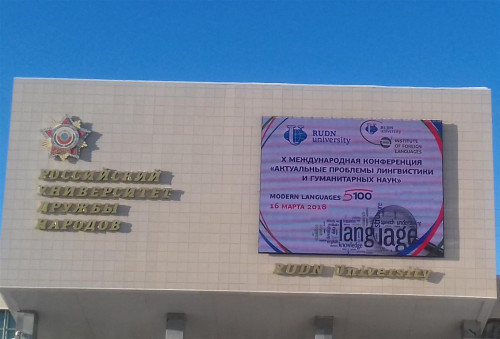 РОССИЙСКИЙ
УНИВЕРСИТЕТ
ДРУЖБЫ
НАРОДОВ
RUDN
university
RUDN
university
INSTITUTE
OF FOREIGN
LANGUAGES
X МЕЖДУНАРОДНАЯ КОНФЕРЕНЦИЯ
«АКТУАЛЬНЫЕ ПРОБЛЕМЫ ЛИНГВИСТИКИ
И ГУМАНИТАРНЫХ НАУК»
MODERN LANGUAGES 5100
16 МАРТА 2018
language
knowledge
RUDN University